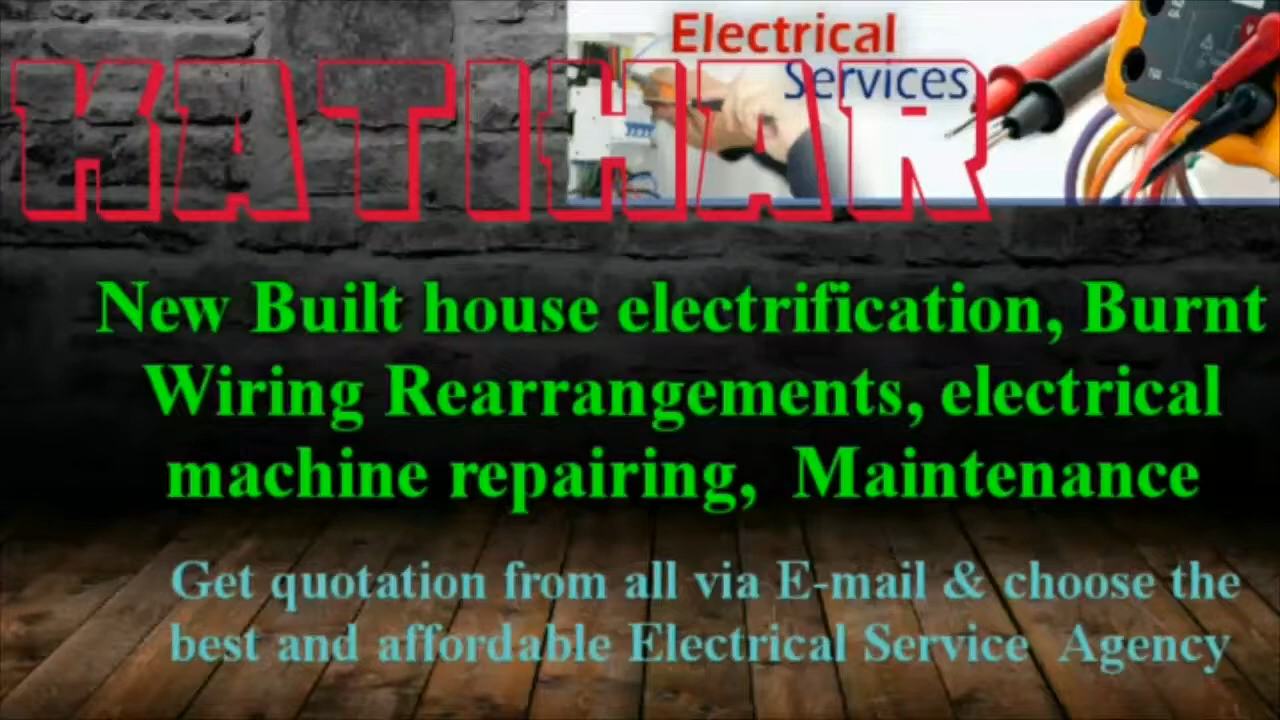 Electrical
Services
KATIHAR
New Built house electrification, Burnt
Wiring Rearrangements, electrical
machine repairing, Maintenance
Get quotation from all via E-mail & choose the
best and affordable Electrical Service Agency